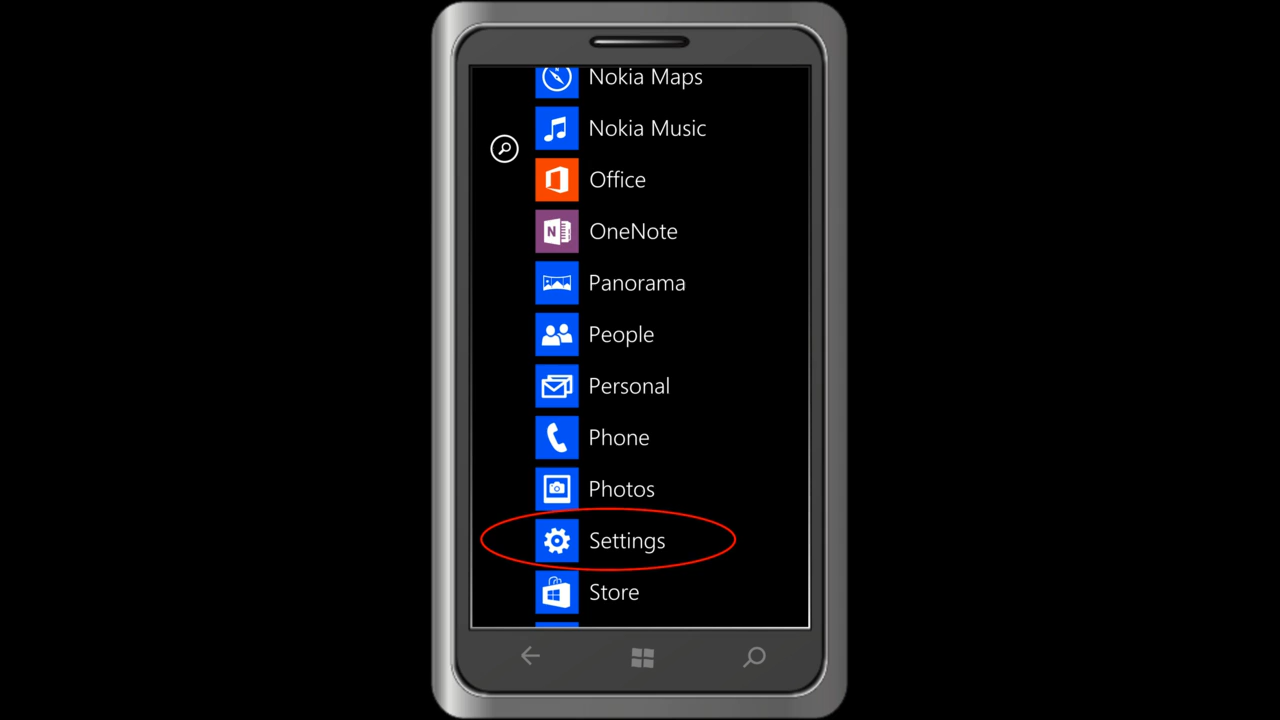 Nokia Maps
Nokia Music
Office
OneNote
Panorama
People
Personal
Phone
Photos
Settings
Store